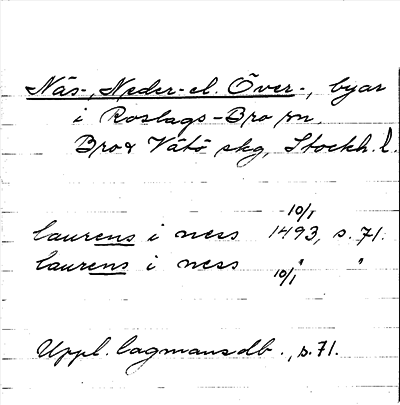 Näs-, Neder- el. Över-, byar
i Roslags-Bro sn,
Bro & Vätö skg, Stockh. l.
laurens i ness -10/1 1493, s. 71.
laurens i ness 10/1 " "
Uppl. lagmansdb., s. 71.